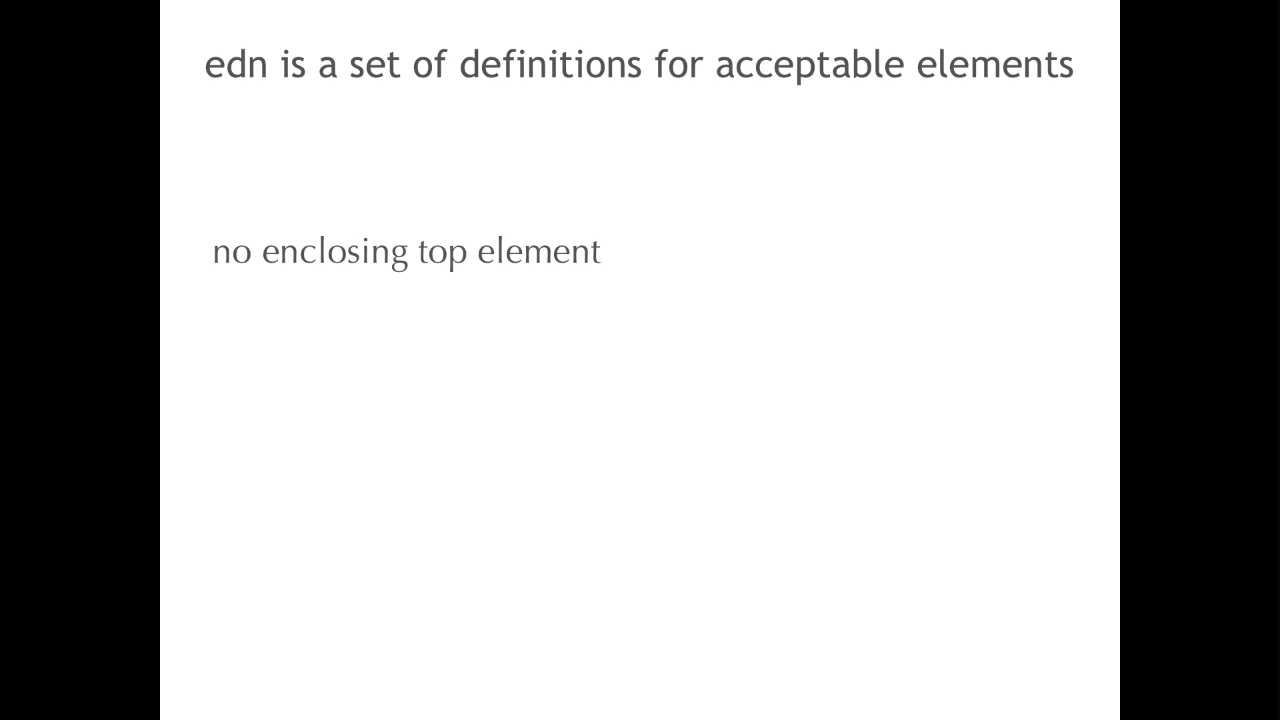 edn is a set of definitions for acceptable elements
no enclosing top element